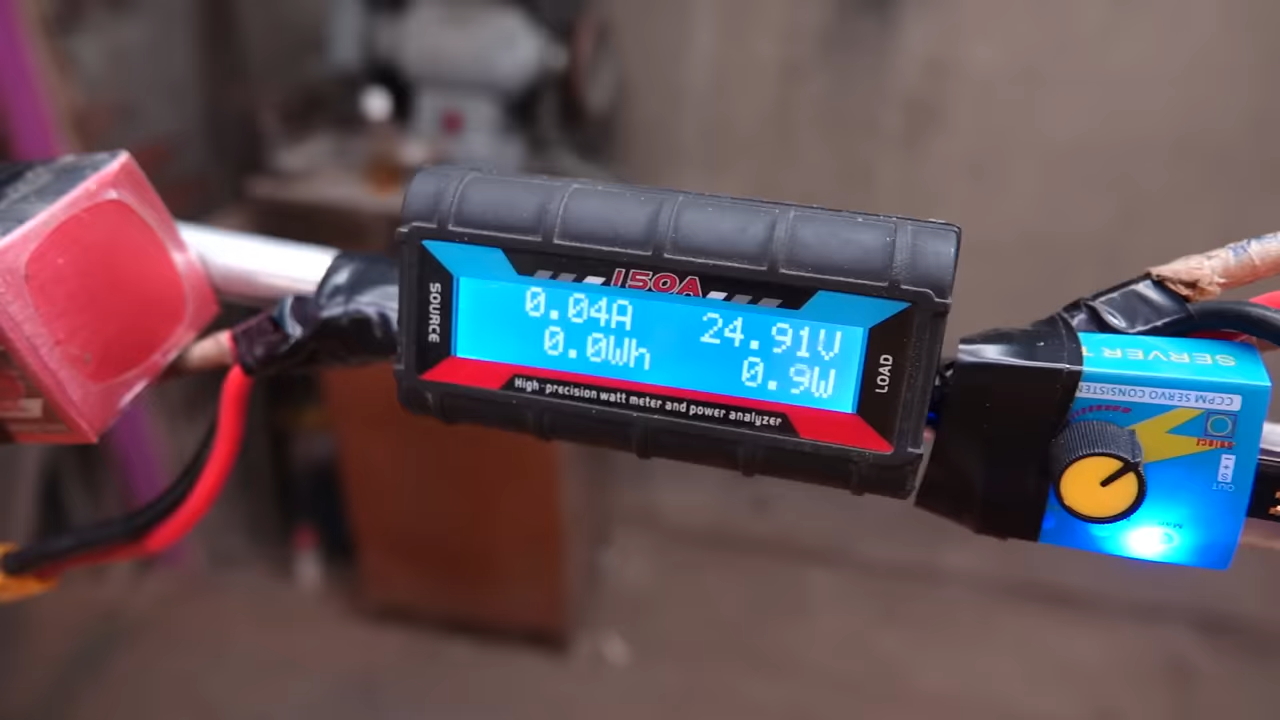 150A
SOURCE
0.04A 24.91V
0.0Wh 0.9W
LOAD
High-precision watt meter and power analyzer
SERVER
CCPM SERVO CONSISTEN
OUT